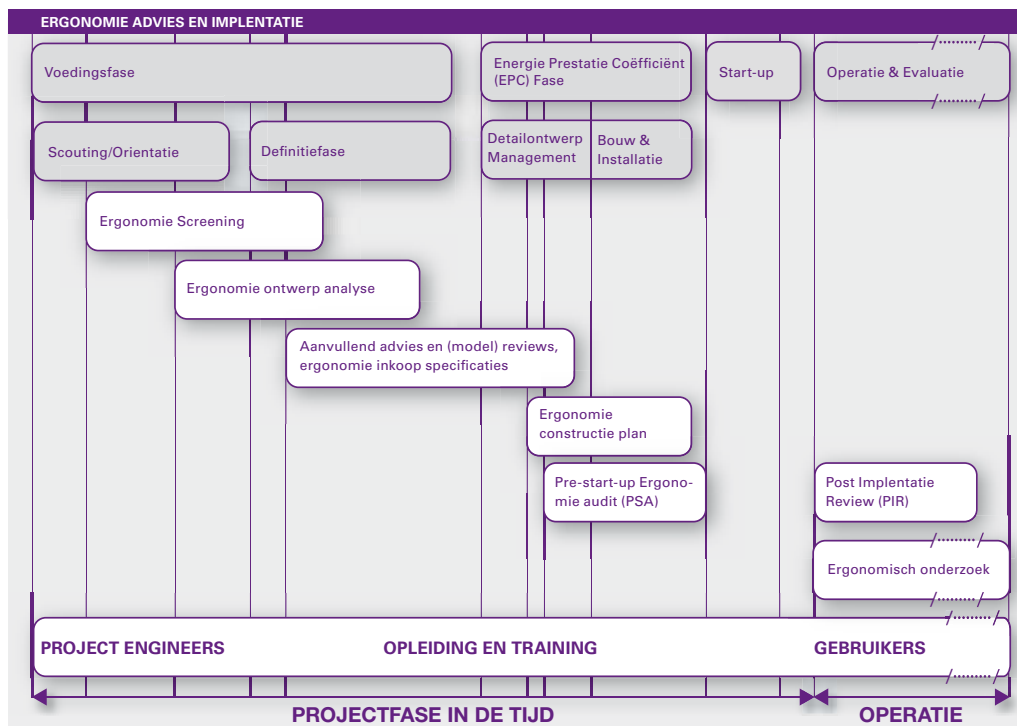 ERGONOMIE ADVIES EN IMPLENTATIE
Voedingsfase
Energie Prestatie Coëfficiënt
(EPC) Fase
Start-up
Operatie & Evaluatie
Scouting/Orientatie
Definitiefase
Detailontwerp
Management
Bouw &
Installatie
Ergonomie Screening
Ergonomie ontwerp analyse
Aanvullend advies en (model) reviews,
ergonomie inkoop specificaties
Ergonomie
constructie plan
Pre-start-up Ergono-
mie audit (PSA)
Post Implentatie
Review (PIR)
Ergonomisch onderzoek
PROJECT ENGINEERS
OPLEIDING EN TRAINING
GEBRUIKERS
PROJECTFASE IN DE TIJD
OPERATIE